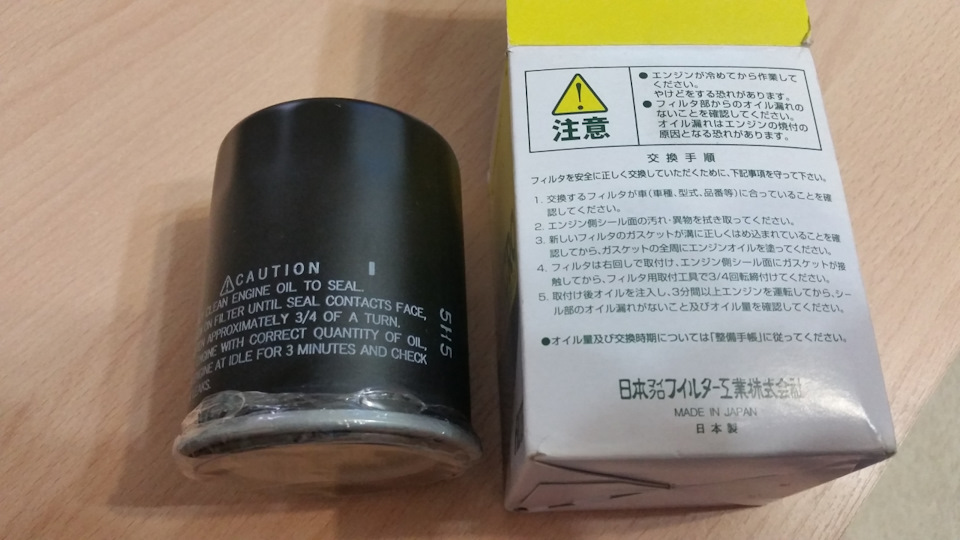 CAUTION
CLEAN ENGINE OIL TO SEAL.
ON FILTER UNTIL SEAL CONTACTS FACE,
APPROXIMATELY 3/4 OF A TURN.
WITH CORRECT QUANTITY OF OIL,
AT IDLE FOR 3 MINUTES AND CHECK
5115
注意
●エンジンが冷めてから作業して
ください。
やけどをする恐れがあります。
●フィルタ部からのオイル漏れの
ないことを確認してください。
オイル漏れはエンジンの焼付の
原因となる恐れがあります。
交換手順
フィルタを安全に正しく交換していただくために、下記事項を守って下さい。
1. 交換するフィルタが車(車種、型式、品番等)に合っていることを確
認してください。
2. エンジン側シール面の汚れ・異物を拭き取ってください。
3. 新しいフィルタのガスケットが溝に正しくはめ込まれていることを確
認してから、ガスケットの全周にエンジンオイルを塗ってください。
4. フィルタは右回しで取付け、エンジン側シール面にガスケットが接
触してから、フィルタ用取付工具で3/4回転締付けてください。
5. 取付け後オイルを注入し、3分間以上エンジンを運転してから、シー
ル部のオイル漏れがないこと及びオイル量を確認してください。
●オイル量及び交換時期については「整備手帳」に従ってください。
日本マイクロフイルター工業株式会社
MADE IN JAPAN
日本製